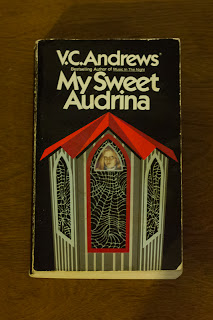 V.C. Andrews®
Bestselling Author of Music In The Night
My Sweet
Audrina